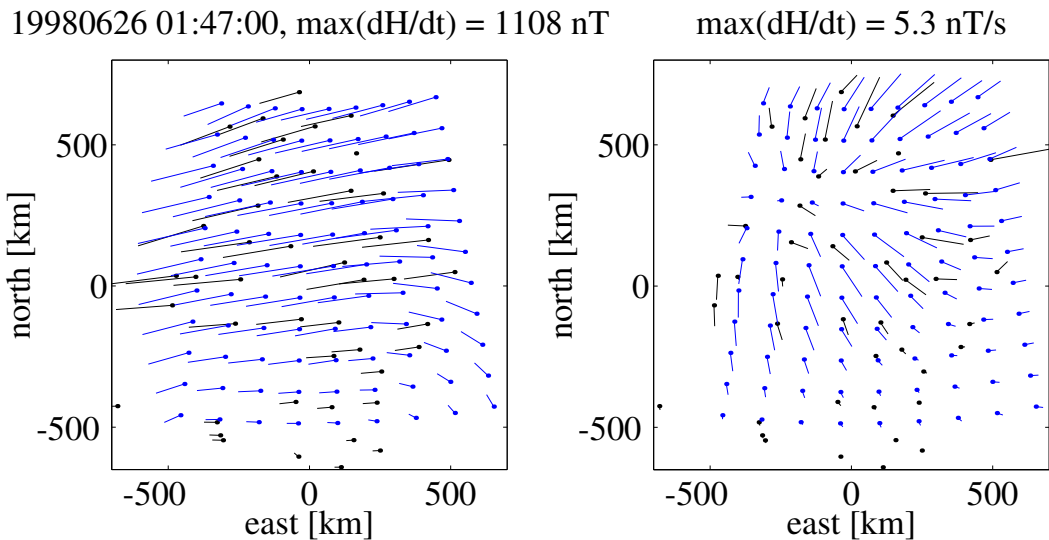 19980626 01:47:00, max(dH/dt) = 1108 nT
max(dH/dt) = 5.3 nT/s
500
0
-500
north [km]
-500
0
500
east [km]
500
0
-500
north [km]
-500
0
500
east [km]